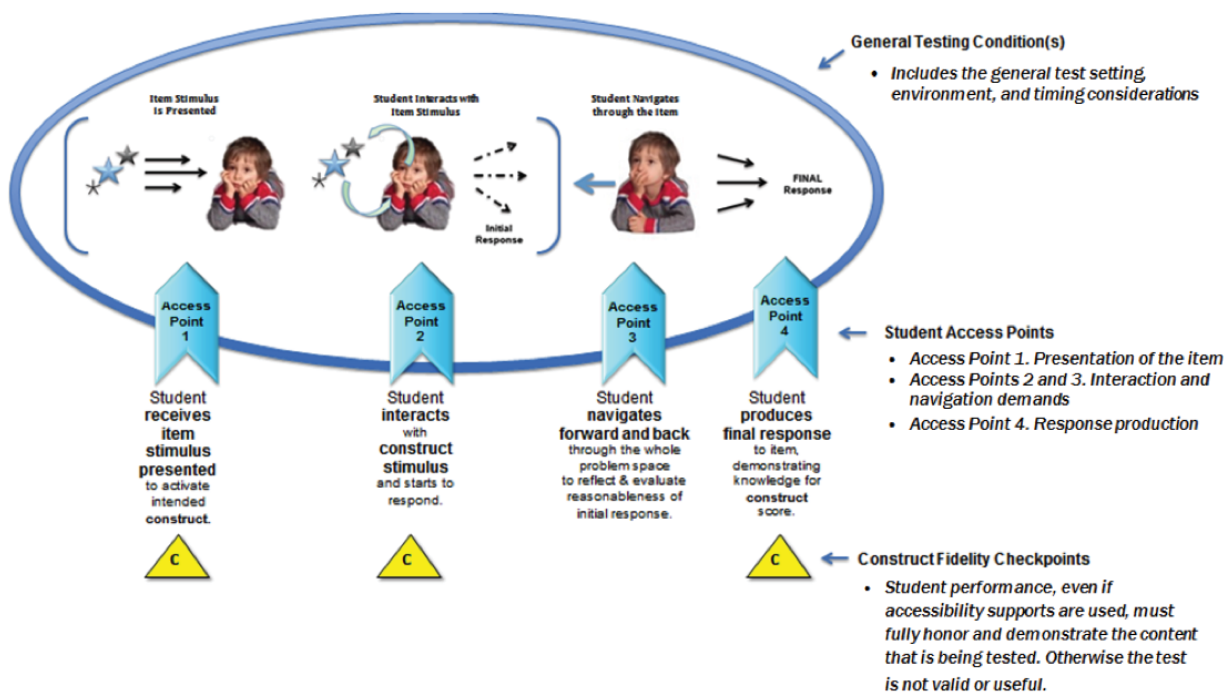 General Testing Condition(s)
• Includes the general test setting,
environment, and timing considerations
Item Stimulus
Is Presented
Student Interacts with
Item Stimulus
Student Navigates
through the Item
Initial
Response
FINAL
Response
Access
Point
1
Access
Point
2
Access
Point
3
Access
Point
4
Student
receives
item
stimulus
presented
to activate
intended
construct.
Student
interacts
with
construct
stimulus
and starts to
respond.
Student
navigates
forward and back
through the whole
problem space
to reflect & evaluate
reasonableness of
initial response.
Student
produces
final response
to item,
demonstrating
knowledge for
construct
score.
Student Access Points
• Access Point 1. Presentation of the item
• Access Points 2 and 3. Interaction and
navigation demands
• Access Point 4. Response production
C
C
C
Construct Fidelity Checkpoints
• Student performance, even if
accessibility supports are used, must
fully honor and demonstrate the content
that is being tested. Otherwise the test
is not valid or useful.